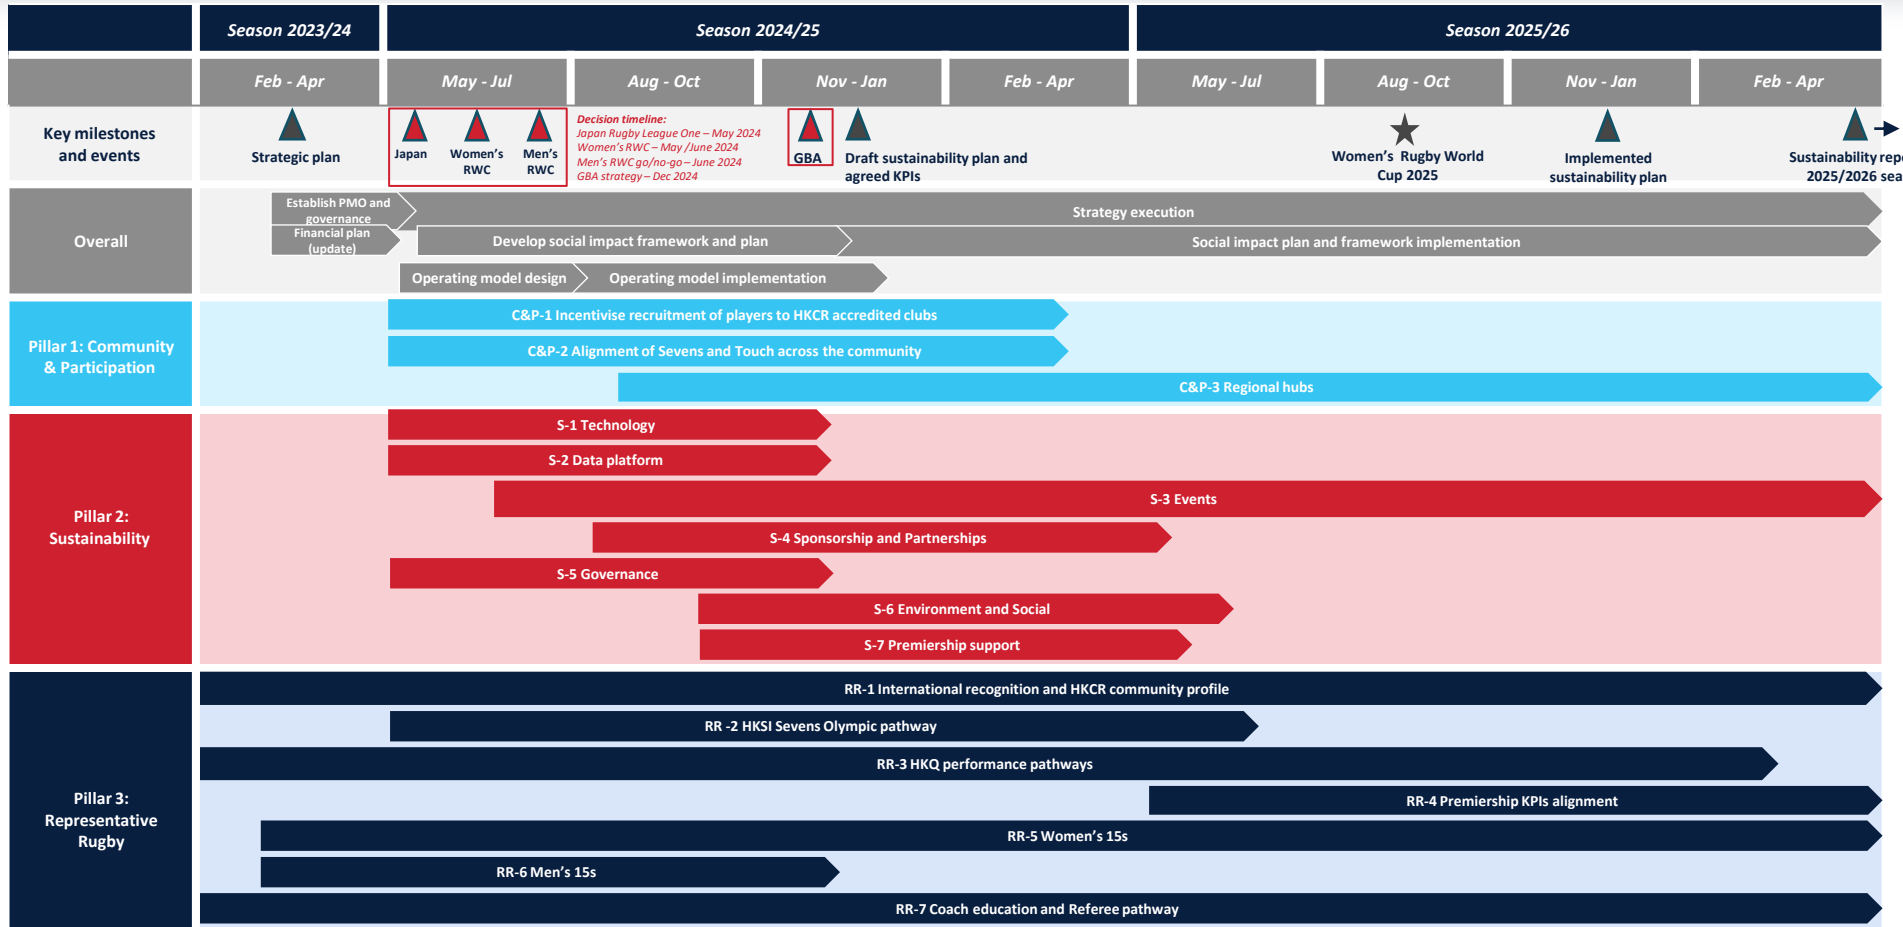 Season 2023/24
Season 2024/25
Season 2025/26
Feb - Apr
May - Jul
Aug - Oct
Nov - Jan
Feb - Apr
May - Jul
Aug - Oct
Nov - Jan
Feb - Apr
Key milestones
and events
Strategic plan
Japan
Women's
RWC
Men's
RWC
Decision timeline:
Japan Rugby League One – May 2024
Women's RWC – May /June 2024
Men's RWC go/no-go – June 2024
GBA strategy – Dec 2024
GBA
Draft sustainability plan and
agreed KPIs
Women's Rugby World
Cup 2025
Implemented
sustainability plan
Sustainability rep
2025/2026 sea
Overall
Establish PMO and
governance
Strategy execution
Financial plan
(update)
Develop social impact framework and plan
Social impact plan and framework implementation
Operating model design
Operating model implementation
Pillar 1: Community
& Participation
C&P-1 Incentivise recruitment of players to HKCR accredited clubs
C&P-2 Alignment of Sevens and Touch across the community
C&P-3 Regional hubs
Pillar 2:
Sustainability
S-1 Technology
S-2 Data platform
S-3 Events
S-4 Sponsorship and Partnerships
S-5 Governance
S-6 Environment and Social
S-7 Premiership support
Pillar 3:
Representative
Rugby
RR-1 International recognition and HKCR community profile
RR -2 HKSI Sevens Olympic pathway
RR-3 HKQ performance pathways
RR-4 Premiership KPIs alignment
RR-5 Women's 15s
RR-6 Men's 15s
RR-7 Coach education and Referee pathway